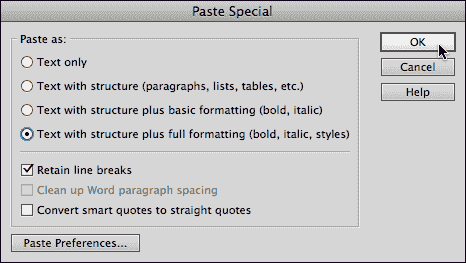 Paste Special
Paste as:
Text only
Text with structure (paragraphs, lists, tables, etc.)
Text with structure plus basic formatting (bold, italic)
Text with structure plus full formatting (bold, italic, styles)
Retain line breaks
Clean up Word paragraph spacing
Convert smart quotes to straight quotes
Paste Preferences...
OK
Cancel
Help